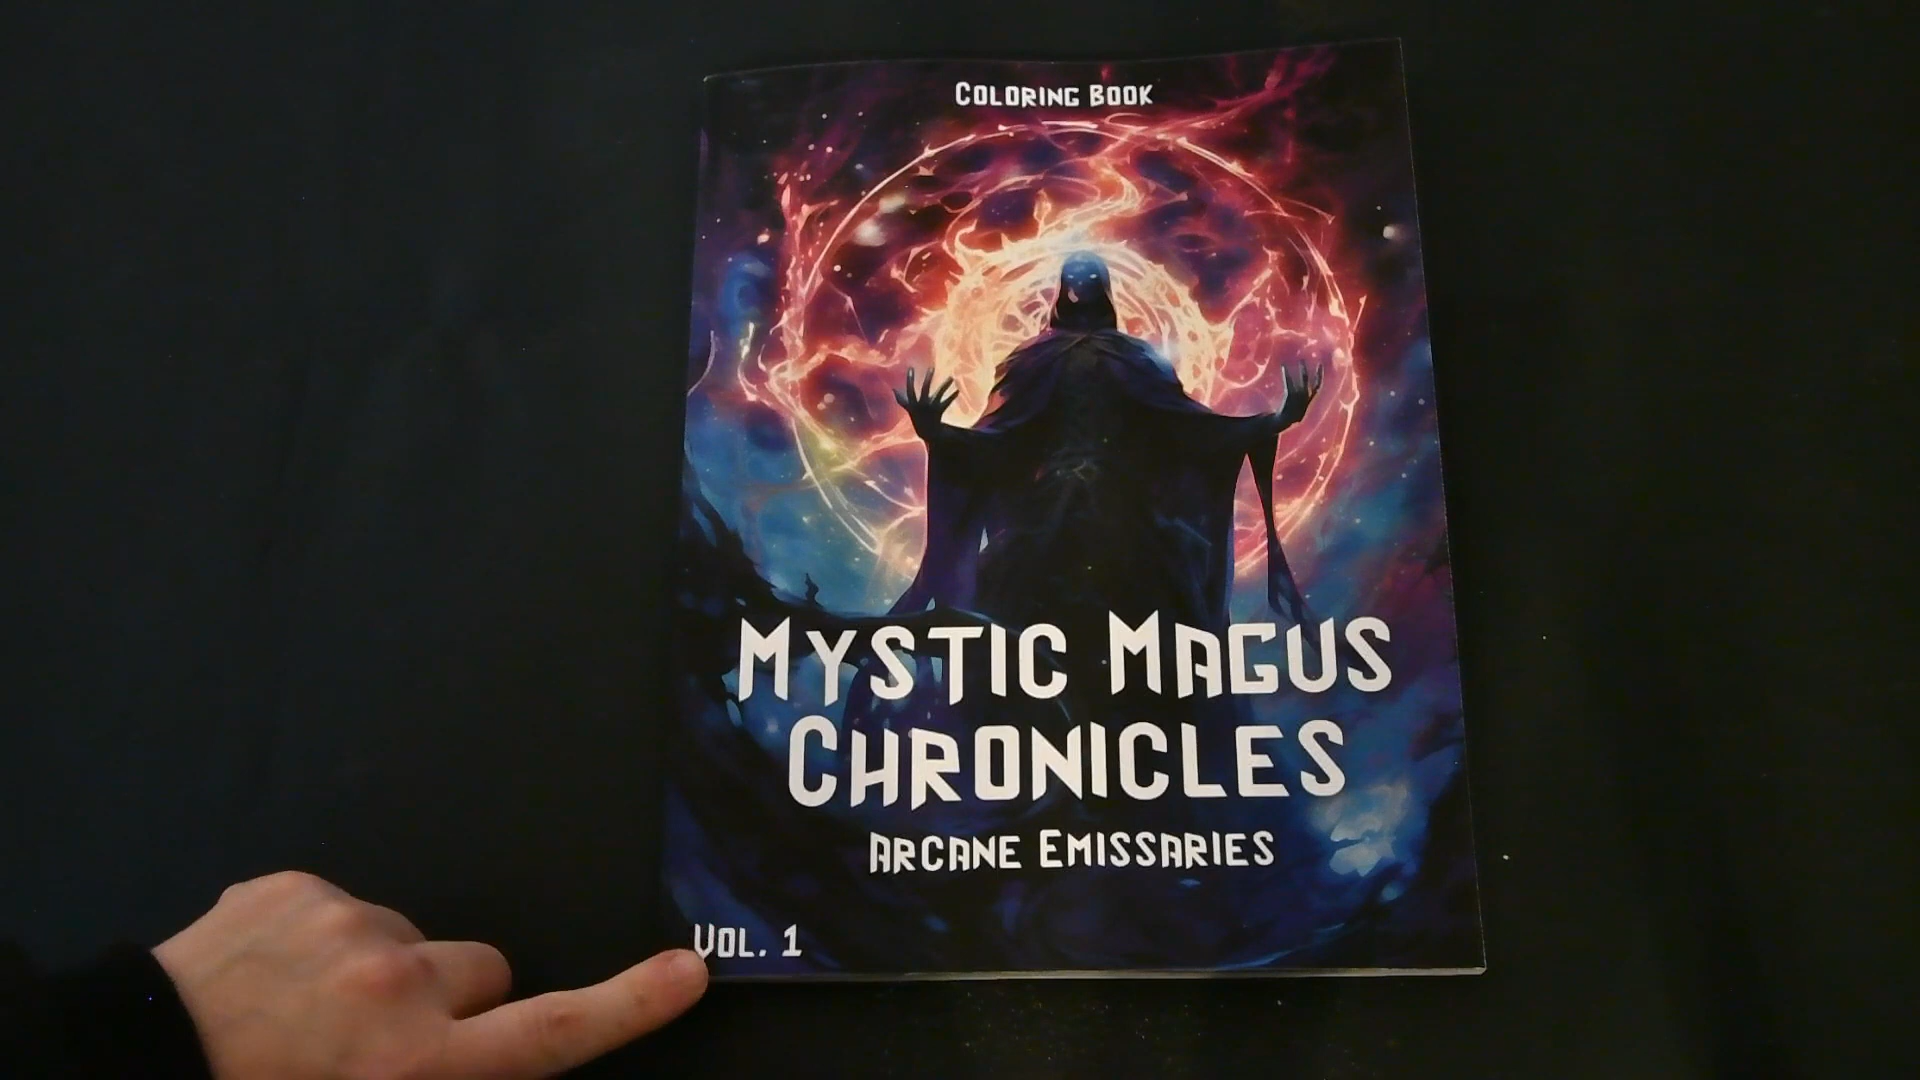 COLORING BOOK
MYSTIC MAGUS
CHRONICLES
ARCANE EMISSARIES
VOL. 1